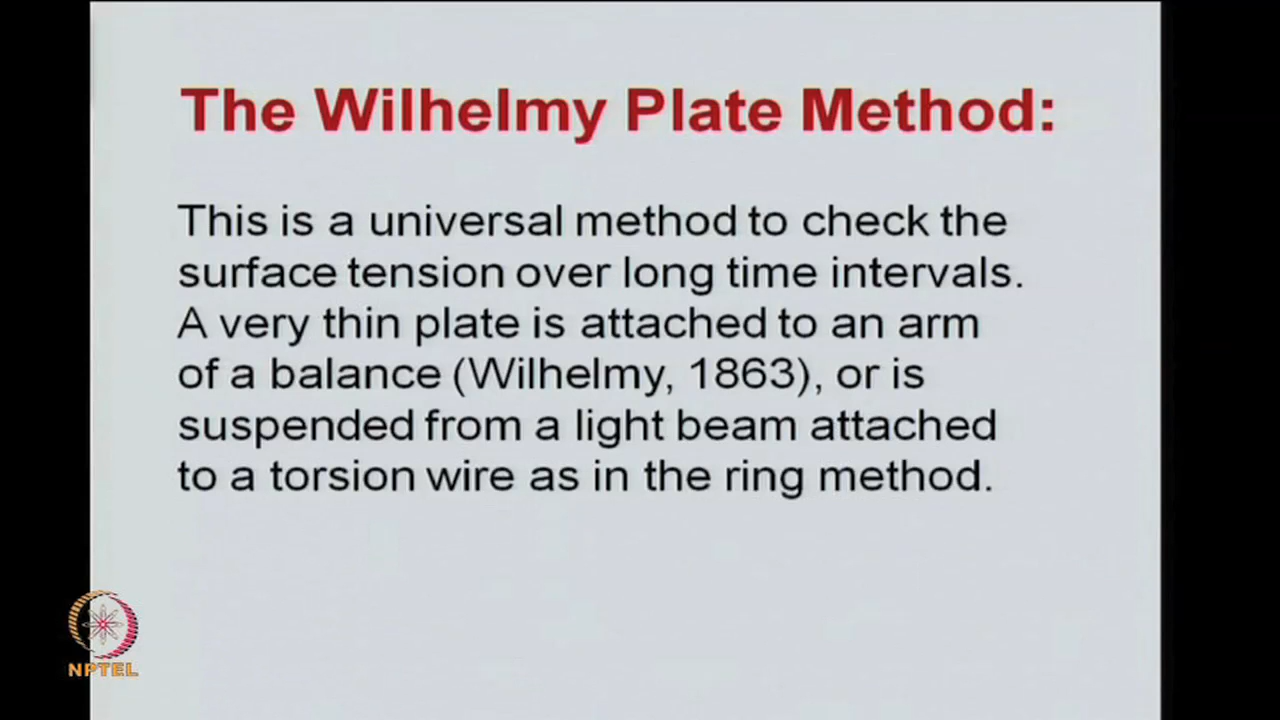 The Wilhelmy Plate Method:
This is a universal method to check the
surface tension over long time intervals.
A very thin plate is attached to an arm
of a balance (Wilhelmy, 1863), or is
suspended from a light beam attached
to a torsion wire as in the ring method.
NPTEL